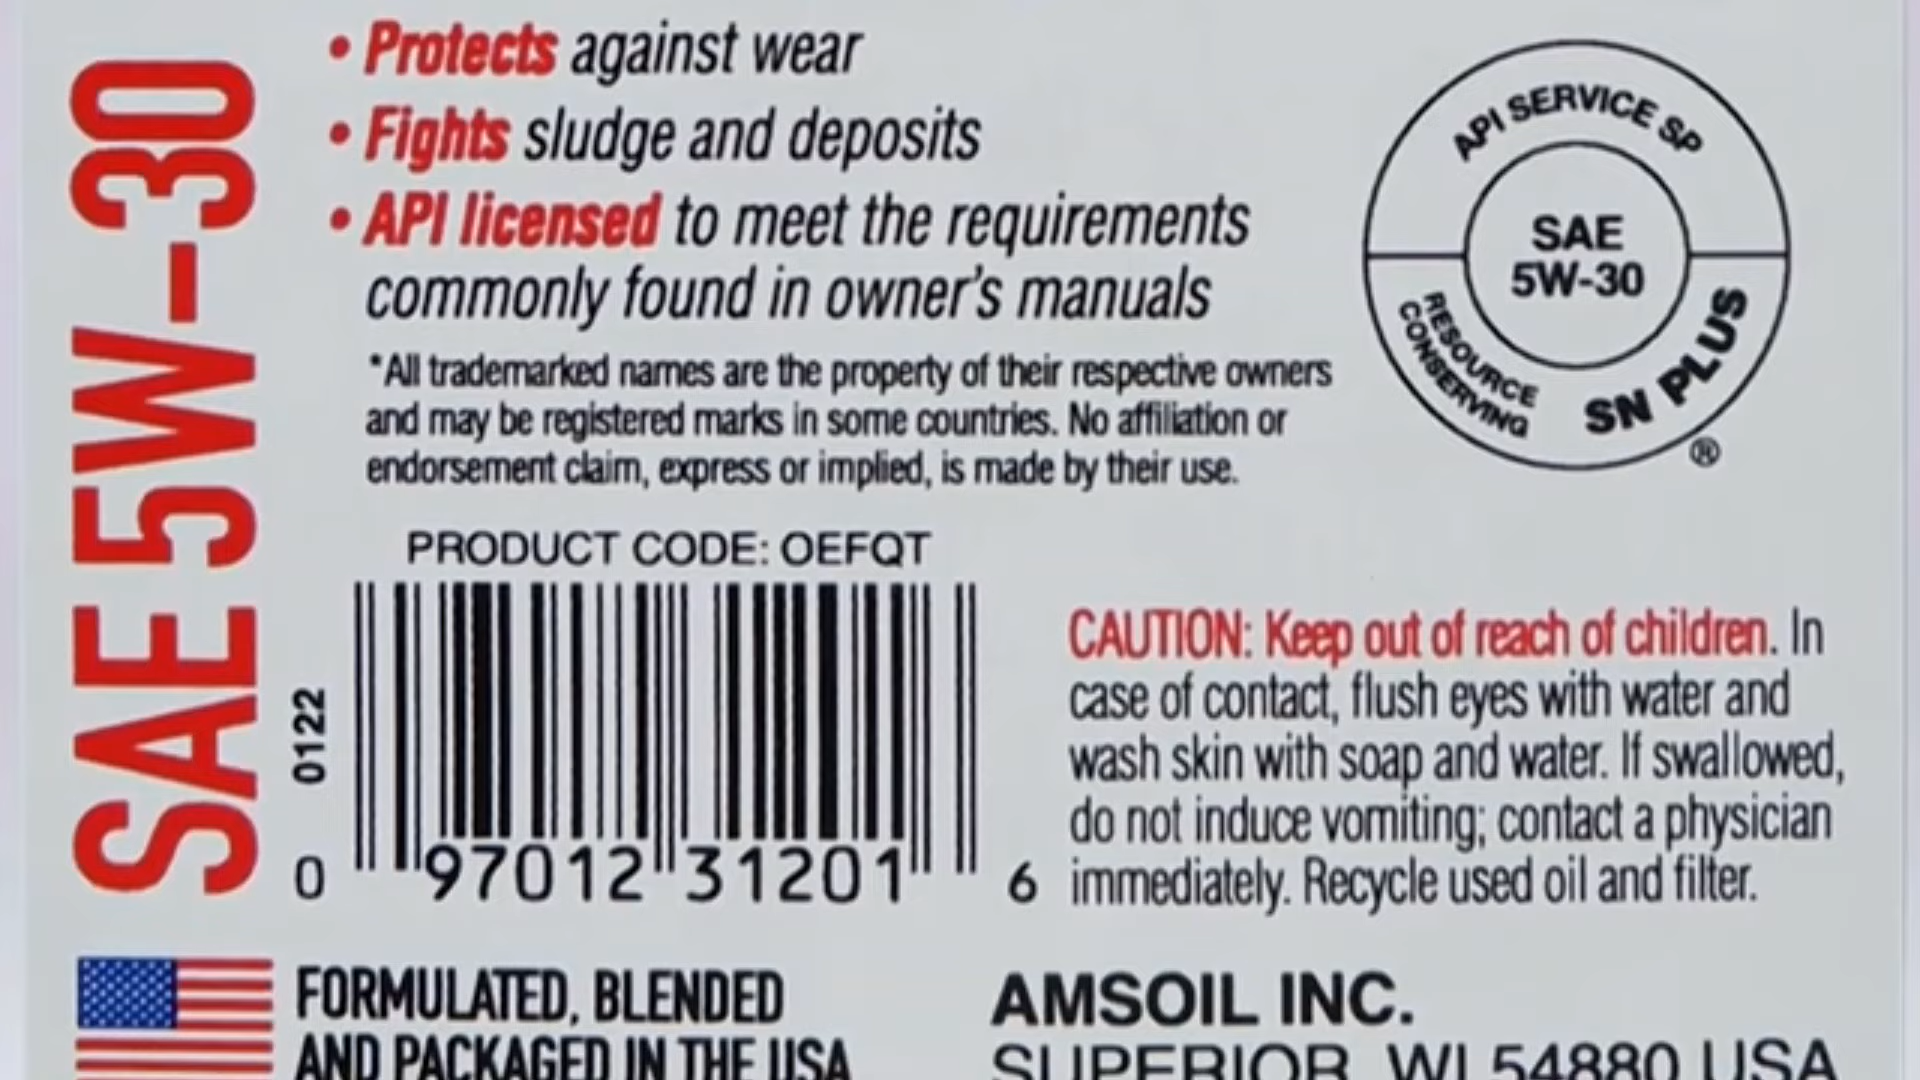 • Protects against wear
• Fights sludge and deposits
• API licensed to meet the requirements
commonly found in owner's manuals
*All trademarked names are the property of their respective owners
and may be registered marks in some countries. No affiliation or
endorsement claim, express or implied, is made by their use.
SAE 5W-30
API SERVICE SP
SAE
5W-30
RESOURCE
CONSERVING
SN PLUS
®
PRODUCT CODE: OEFQT
0122
0 97012 31201 6
CAUTION: Keep out of reach of children. In
case of contact, flush eyes with water and
wash skin with soap and water. If swallowed,
do not induce vomiting; contact a physician
immediately. Recycle used oil and filter.
FORMULATED, BLENDED
AND PACKAGED IN THE USA
AMSOIL INC.
SUPERIOR, WI 54880 USA